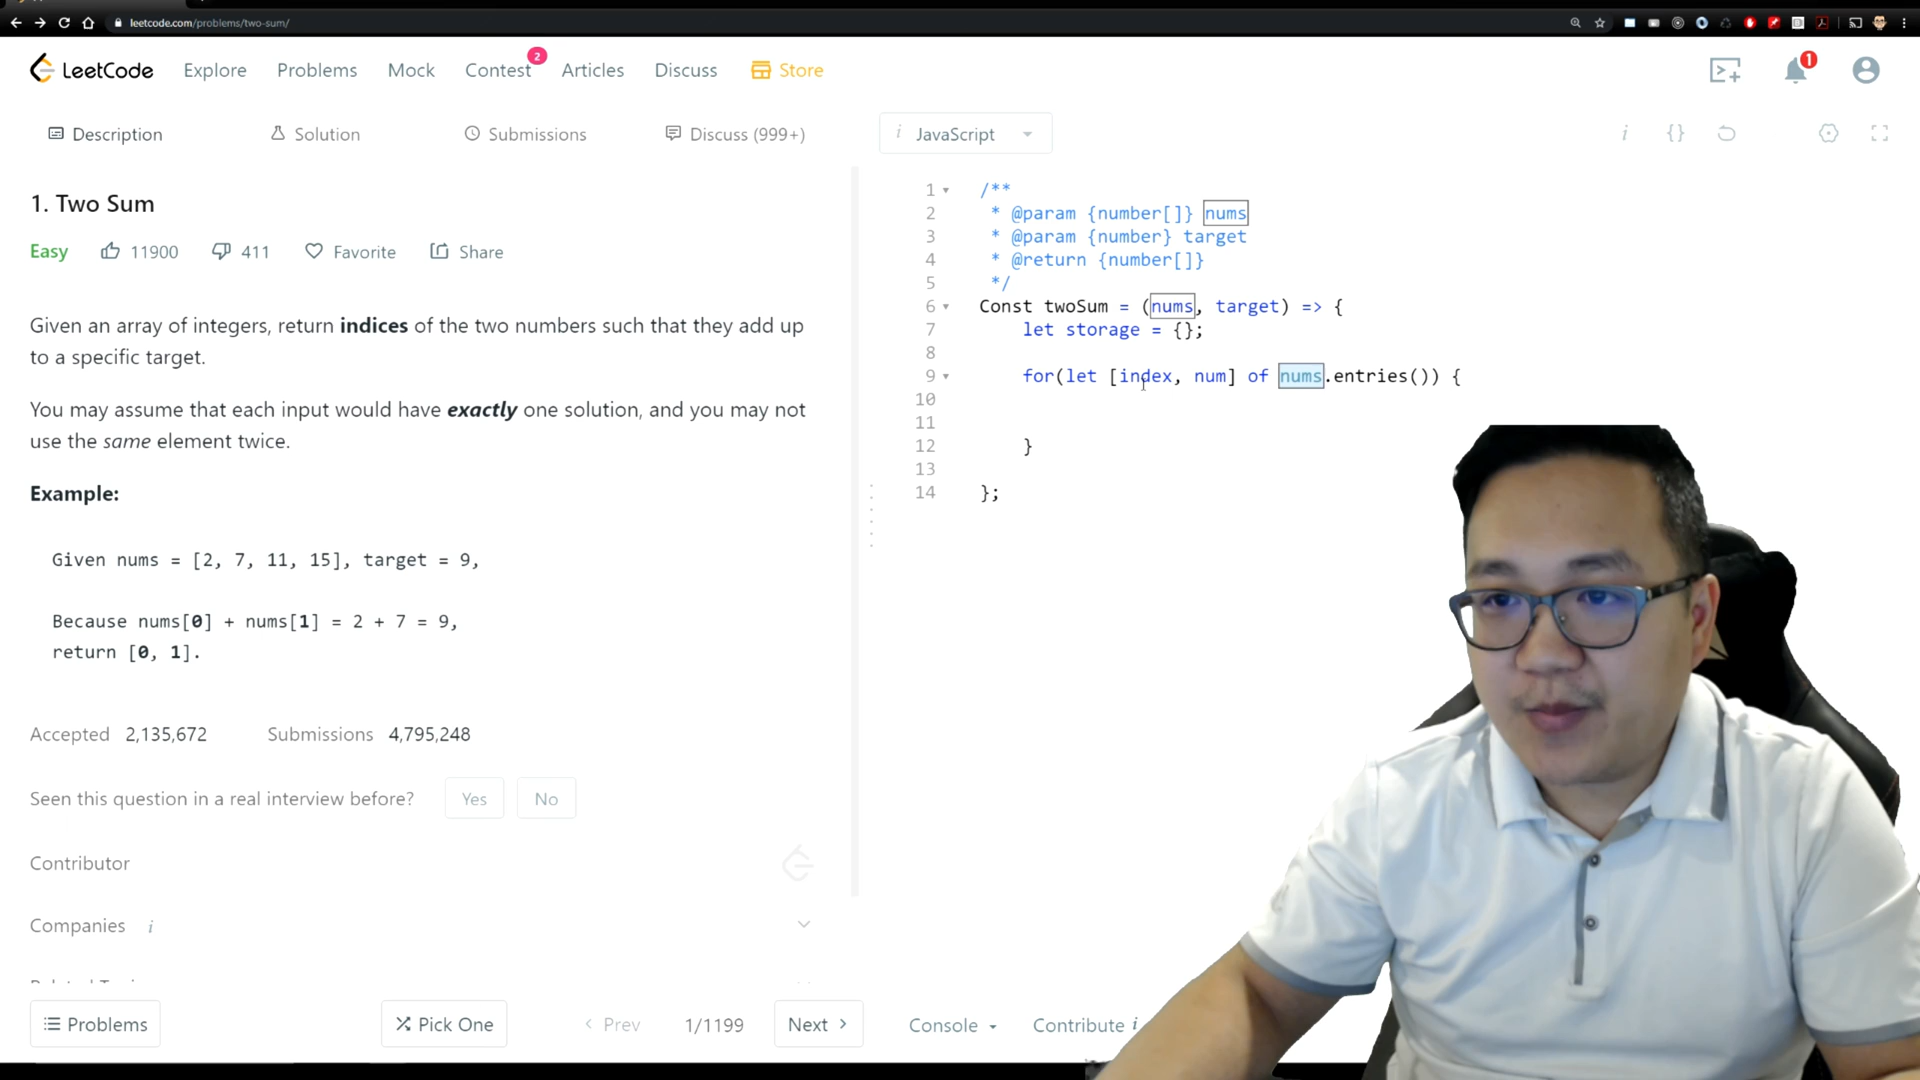 leetcode.com/problems/two-sum/
LeetCode Explore Problems Mock Contest 2 Articles Discuss Store 1
Description Solution Submissions Discuss (999+)
i JavaScript i {}
1. Two Sum
Easy 11900 411 Favorite Share
Given an array of integers, return indices of the two numbers such that they add up
to a specific target.
You may assume that each input would have exactly one solution, and you may not
use the same element twice.
Example:
Given nums = [2, 7, 11, 15], target = 9,
Because nums[0] + nums[1] = 2 + 7 = 9,
return [0, 1].
Accepted 2,135,672 Submissions 4,795,248
Seen this question in a real interview before? Yes No
Contributor
Companies i
Problems Pick One < Prev 1/1199 Next >
1 /**
2 * @param {number[]} nums
3 * @param {number} target
4 * @return {number[]}
5 */
6 Const twoSum = (nums, target) => {
7 let storage = {};
8
9 for(let [index, num] of nums.entries()) {
10
11
12 }
13
14 };
Console Contribute i